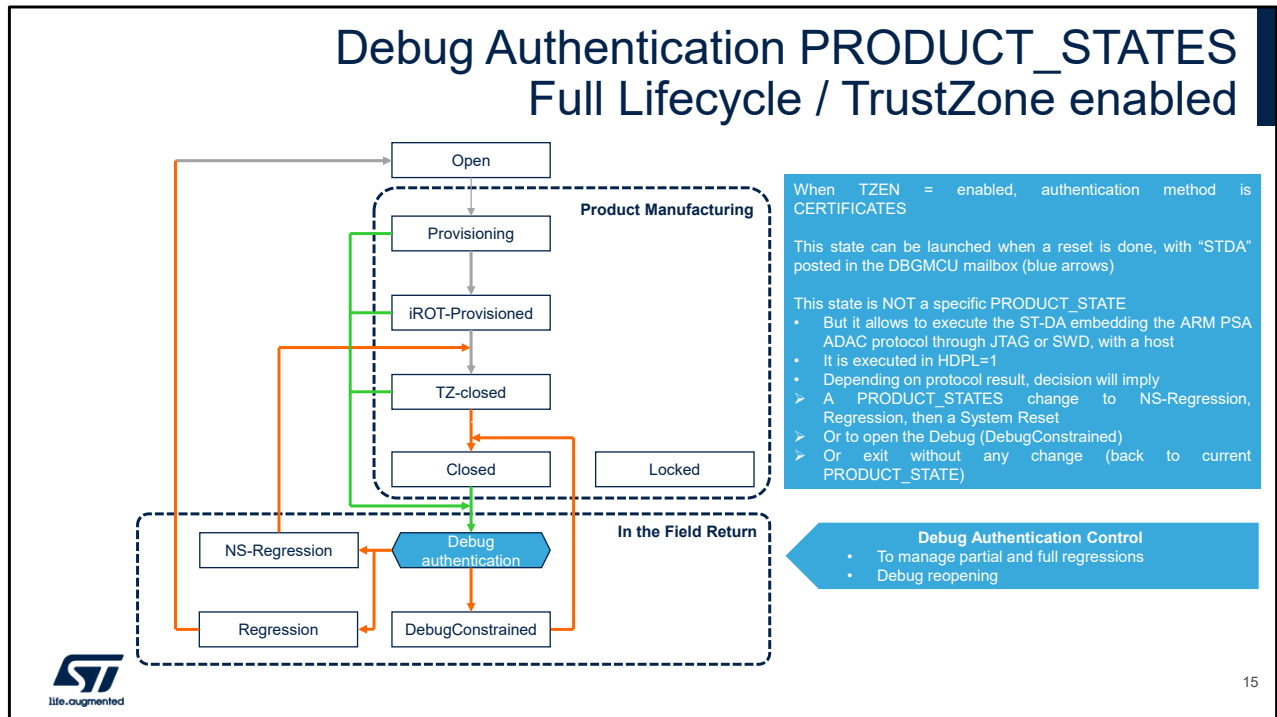 Debug Authentication PRODUCT_STATES
Full Lifecycle / TrustZone enabled
Open
Product Manufacturing
Provisioning
iROT-Provisioned
TZ-closed
Closed
Locked
In the Field Return
NS-Regression
Debug
authentication
Regression
DebugConstrained
When TZEN = enabled, authentication method is
CERTIFICATES
This state can be launched when a reset is done, with “STDA”
posted in the DBGMCU mailbox (blue arrows)
This state is NOT a specific PRODUCT_STATE
• But it allows to execute the ST-DA embedding the ARM PSA
ADAC protocol through JTAG or SWD, with a host
• It is executed in HDPL=1
• Depending on protocol result, decision will imply
➢ A PRODUCT_STATES change to NS-Regression,
Regression, then a System Reset
➢ Or to open the Debug (DebugConstrained)
➢ Or exit without any change (back to current
PRODUCT_STATE)
Debug Authentication Control
• To manage partial and full regressions
• Debug reopening
ST
life.augmented
15